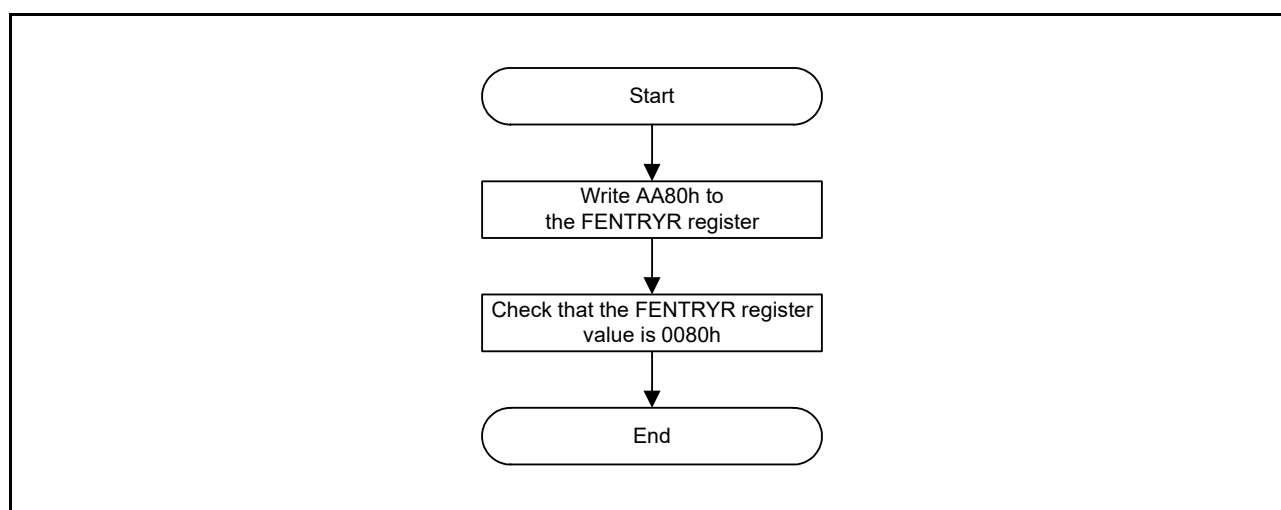 Start
Write AA80h to
the FENTRYR register
Check that the FENTRYR register
value is 0080h
End